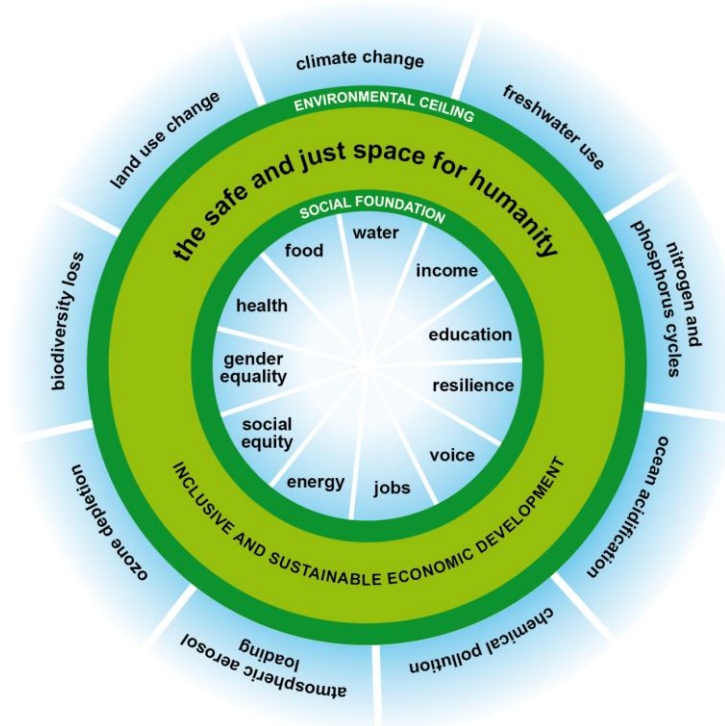 climate change
freshwater use
nitrogen and
phosphorus cycles
ocean acidification
chemical pollution
atmospheric aerosol
loading
ozone depletion
biodiversity loss
land use change
ENVIRONMENTAL CEILING
the safe and just space for humanity
SOCIAL FOUNDATION
water
income
education
resilience
voice
jobs
energy
social
equity
gender
equality
health
food
INCLUSIVE AND SUSTAINABLE ECONOMIC DEVELOPMENT